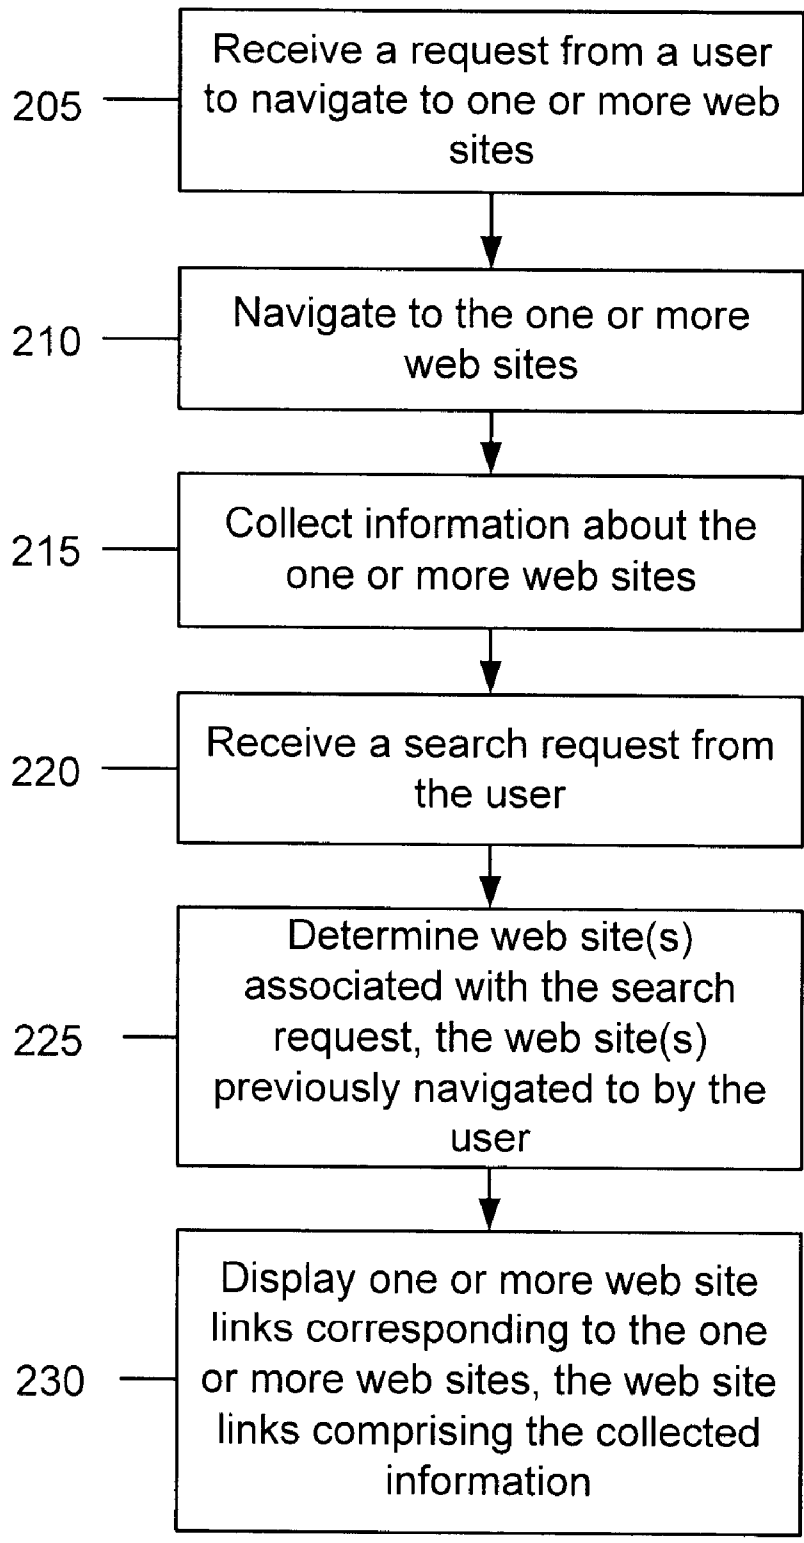 Receive a request from a user
to navigate to one or more web
sites
205
Navigate to the one or more
web sites
210
Collect information about the
one or more web sites
215
Receive a search request from
the user
220
Determine web site(s)
associated with the search
request, the web site(s)
previously navigated to by the
user
225
Display one or more web site
links corresponding to the one
or more web sites, the web site
links comprising the collected
information
230